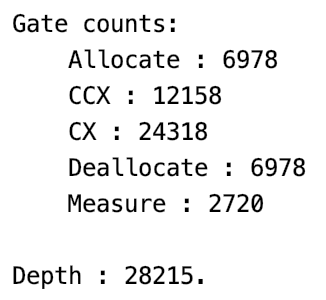 Gate counts:
Allocate : 6978
CCX : 12158
CX : 24318
Deallocate : 6978
Measure : 2720
Depth : 28215.